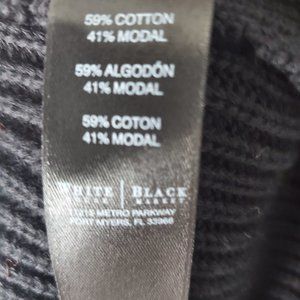 59% COTTON
41% MODAL
59% ALGODÓN
41% MODAL
59% COTON
41% MODAL
WHITE | BLACK
HOUSE | MARKET
METRO PARKWAY
FORT MYERS, FL 33966